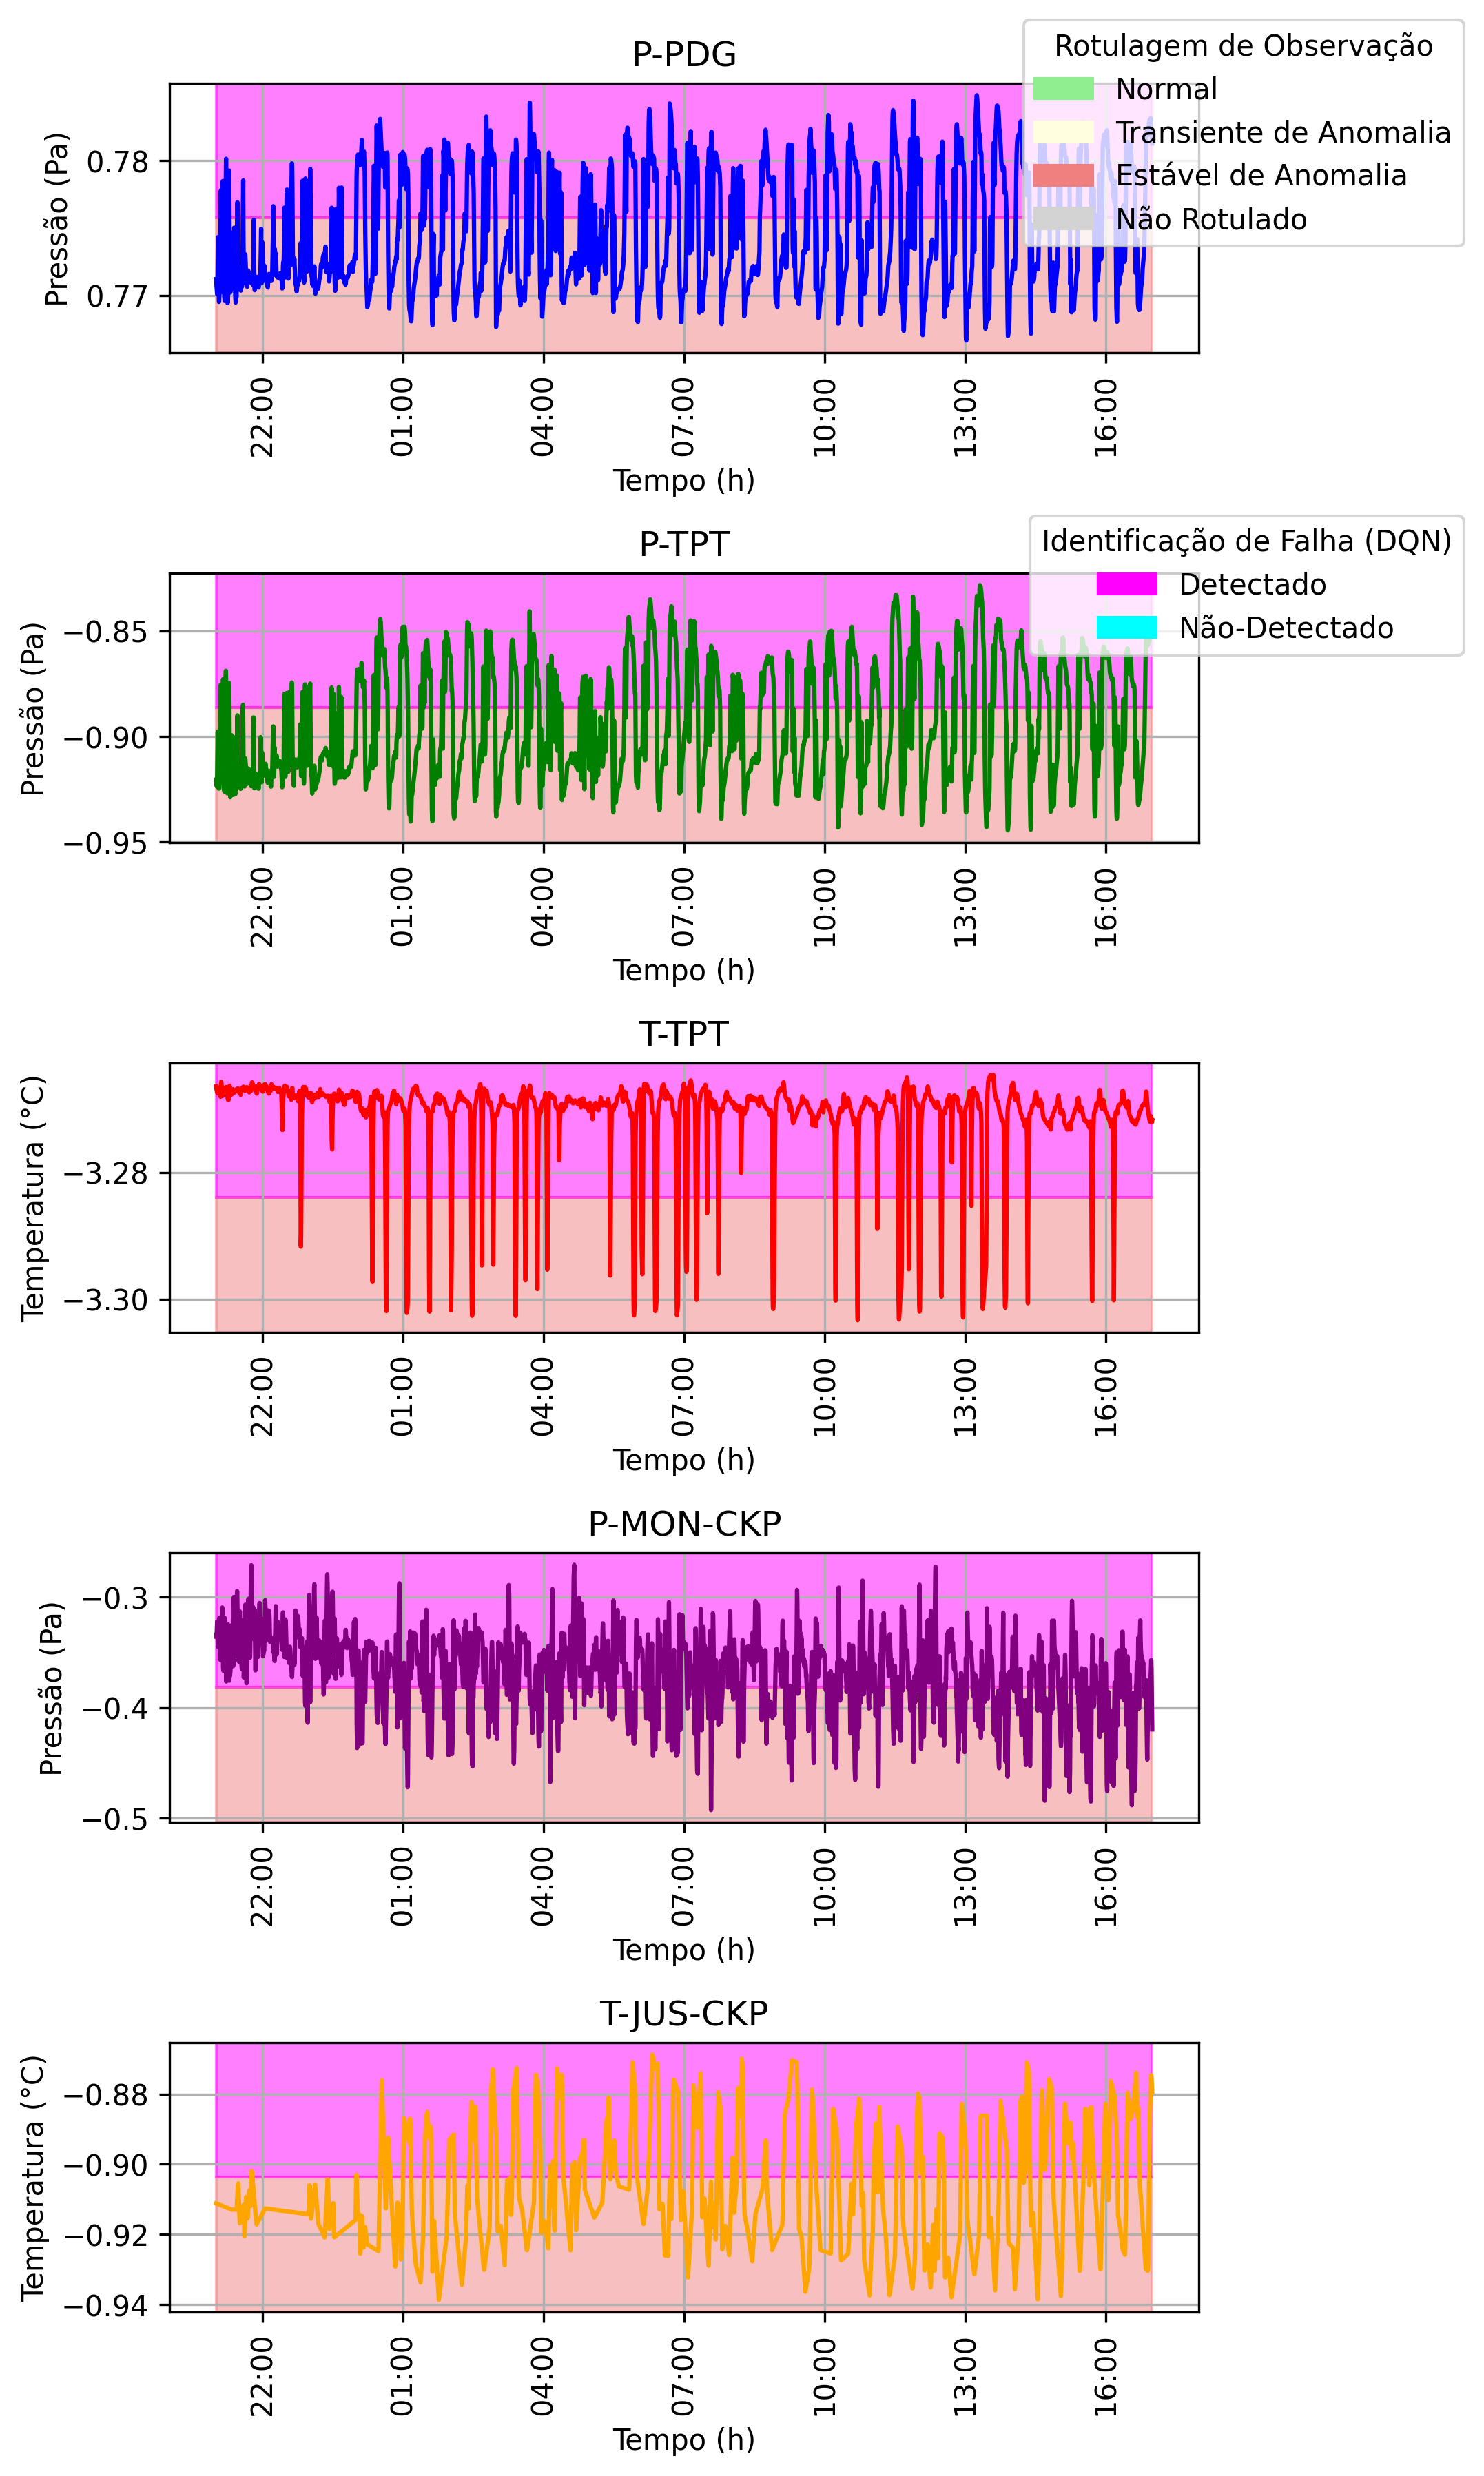 P-PDG
Rotulagem de Observação
Normal
Transiente de Anomalia
Estável de Anomalia
Não Rotulado
Pressão (Pa)
0.78
0.77
22:00
01:00
04:00
07:00
10:00
13:00
16:00
Tempo (h)
P-TPT
Identificação de Falha (DQN)
Detectado
Não-Detectado
Pressão (Pa)
−0.85
−0.90
−0.95
22:00
01:00
04:00
07:00
10:00
13:00
16:00
Tempo (h)
T-TPT
Temperatura (°C)
−3.28
−3.30
22:00
01:00
04:00
07:00
10:00
13:00
16:00
Tempo (h)
P-MON-CKP
Pressão (Pa)
−0.3
−0.4
−0.5
22:00
01:00
04:00
07:00
10:00
13:00
16:00
Tempo (h)
T-JUS-CKP
Temperatura (°C)
−0.88
−0.90
−0.92
−0.94
22:00
01:00
04:00
07:00
10:00
13:00
16:00
Tempo (h)